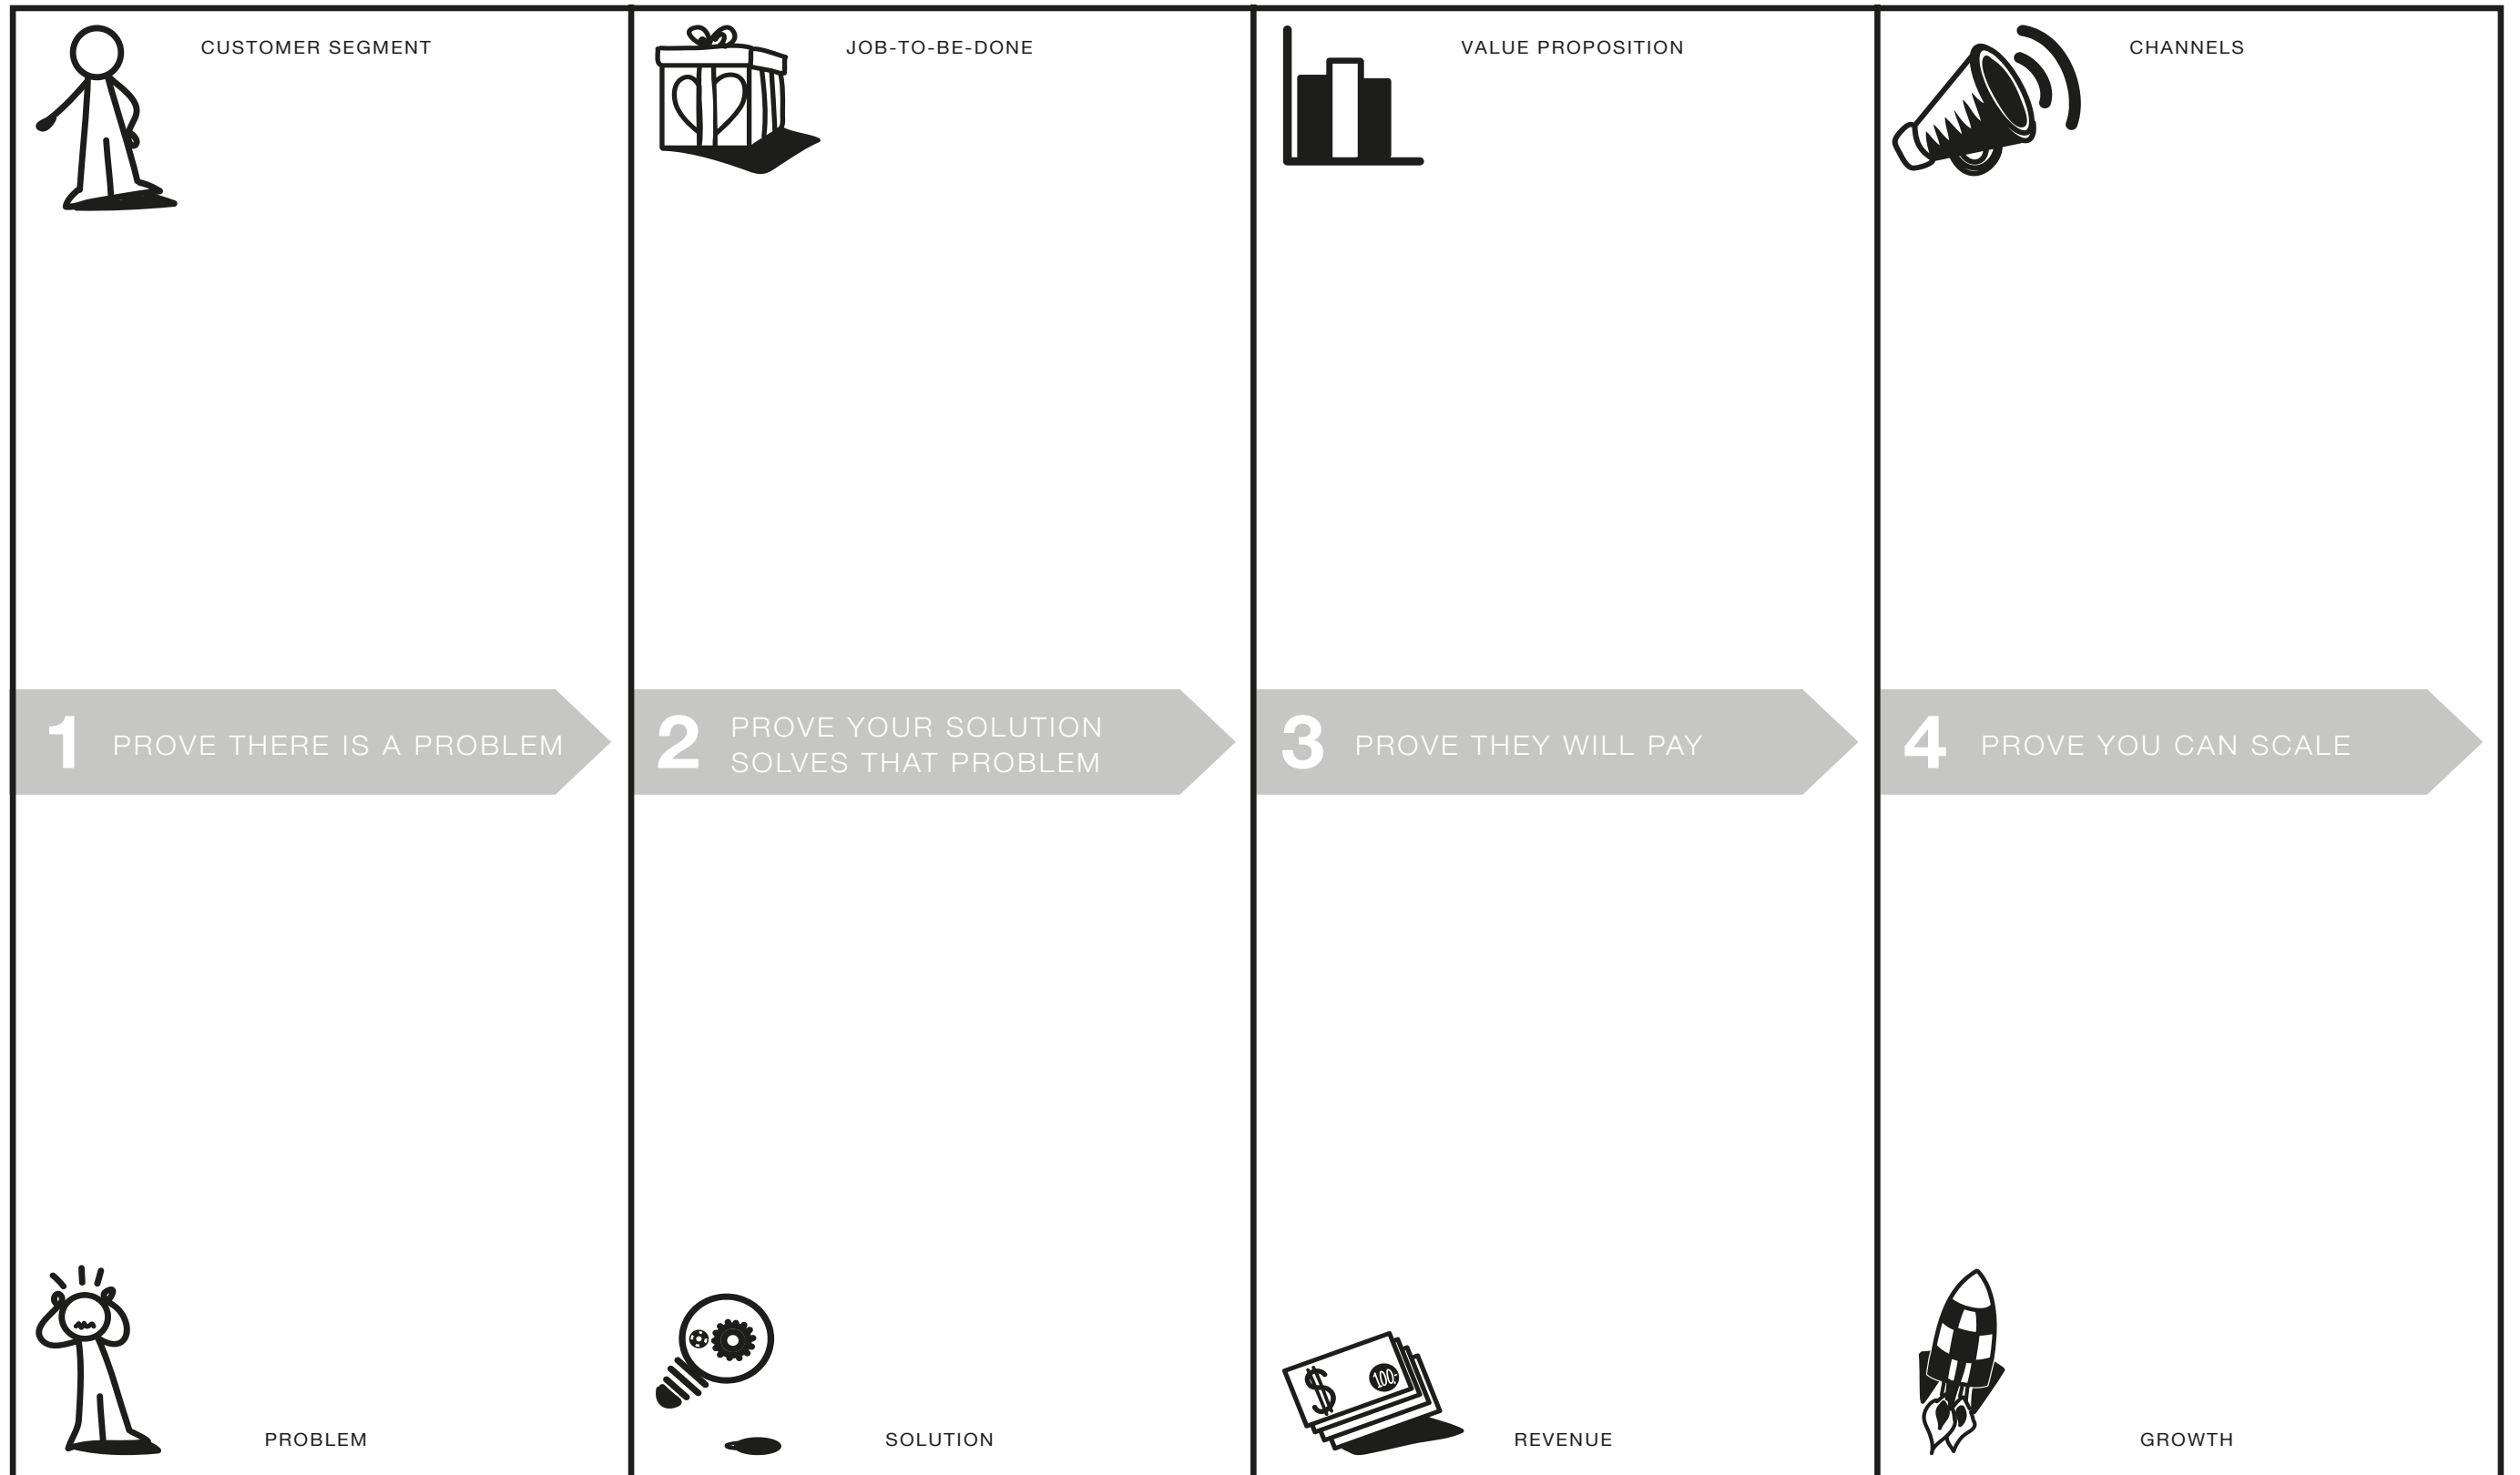 CUSTOMER SEGMENT
JOB-TO-BE-DONE
VALUE PROPOSITION
CHANNELS
1 PROVE THERE IS A PROBLEM
2 PROVE YOUR SOLUTION
SOLVES THAT PROBLEM
3 PROVE THEY WILL PAY
4 PROVE YOU CAN SCALE
$ 100.-
PROBLEM
SOLUTION
REVENUE
GROWTH